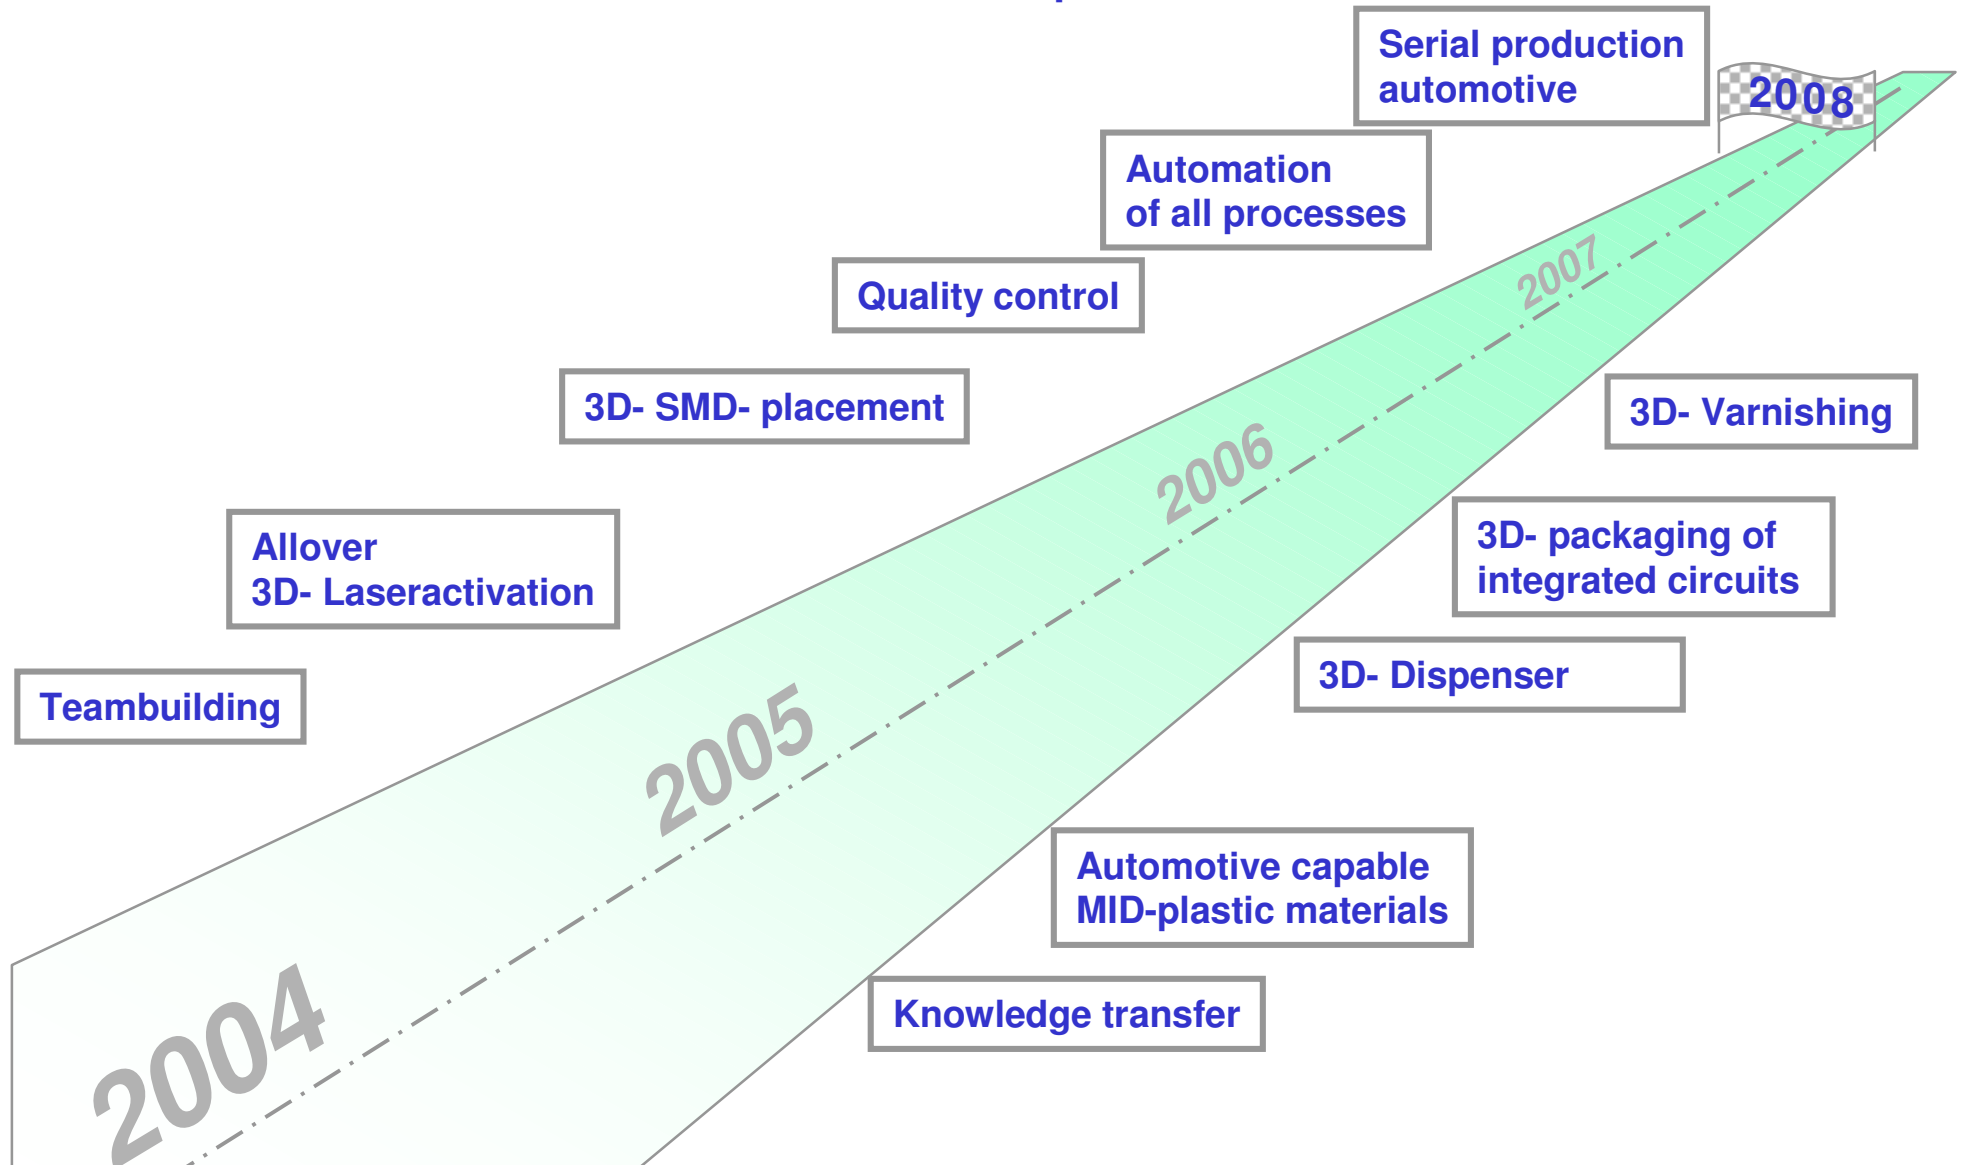 Serial production
automotive
2008
Automation
of all processes
2007
Quality control
3D- SMD- placement
3D- Varnishing
2006
Allover
3D- Laseractivation
3D- packaging of
integrated circuits
3D- Dispenser
Teambuilding
2005
Automotive capable
MID-plastic materials
Knowledge transfer
2004